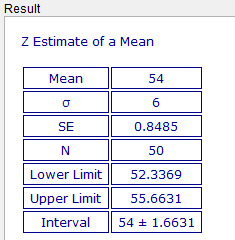 Result
Z Estimate of a Mean
Mean 54
σ 6
SE 0.8485
N 50
Lower Limit 52.3369
Upper Limit 55.6631
Interval 54 ± 1.6631